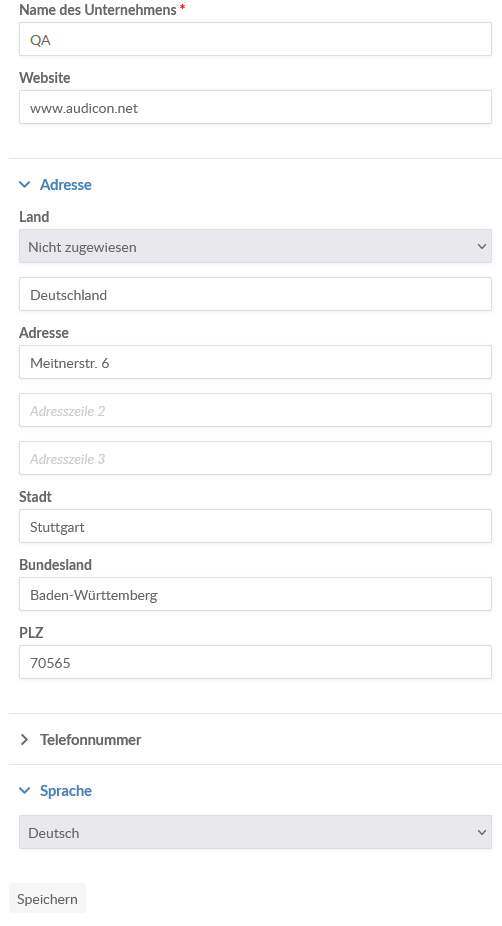 Name des Unternehmens *
QA
Website
www.audicon.net
Adresse
Land
Nicht zugewiesen
Deutschland
Adresse
Meitnerstr. 6
Adresszeile 2
Adresszeile 3
Stadt
Stuttgart
Bundesland
Baden-Württemberg
PLZ
70565
Telefonnummer
Sprache
Deutsch
Speichern